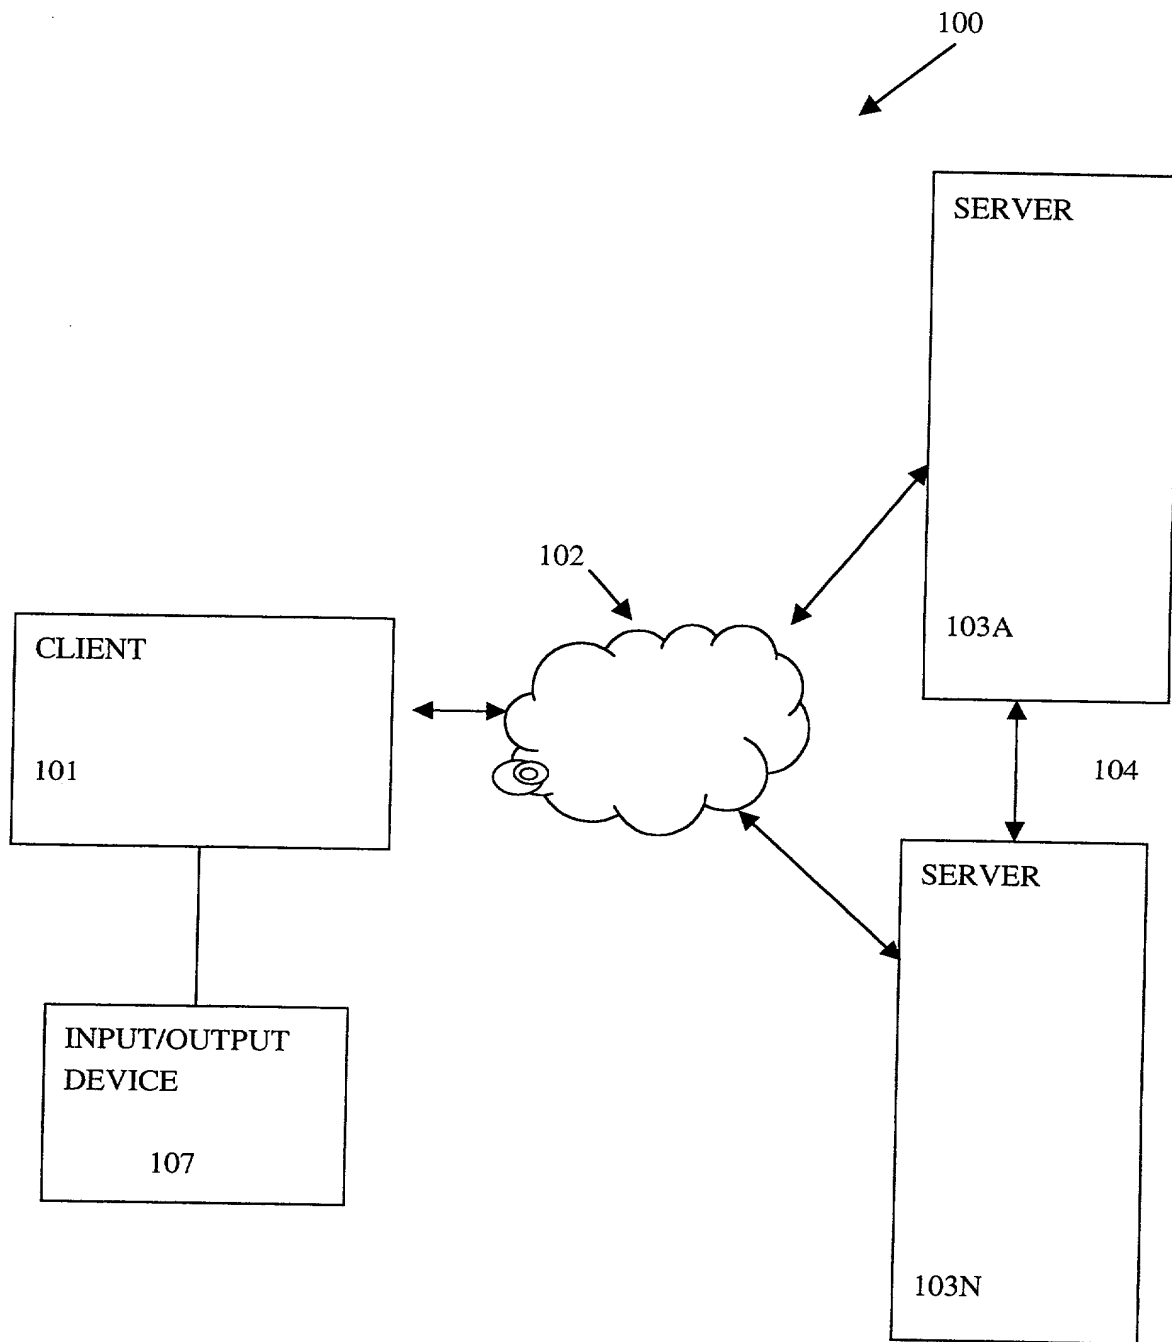 100
SERVER
102
103A
CLIENT
101
104
SERVER
INPUT/OUTPUT
DEVICE
107
103N